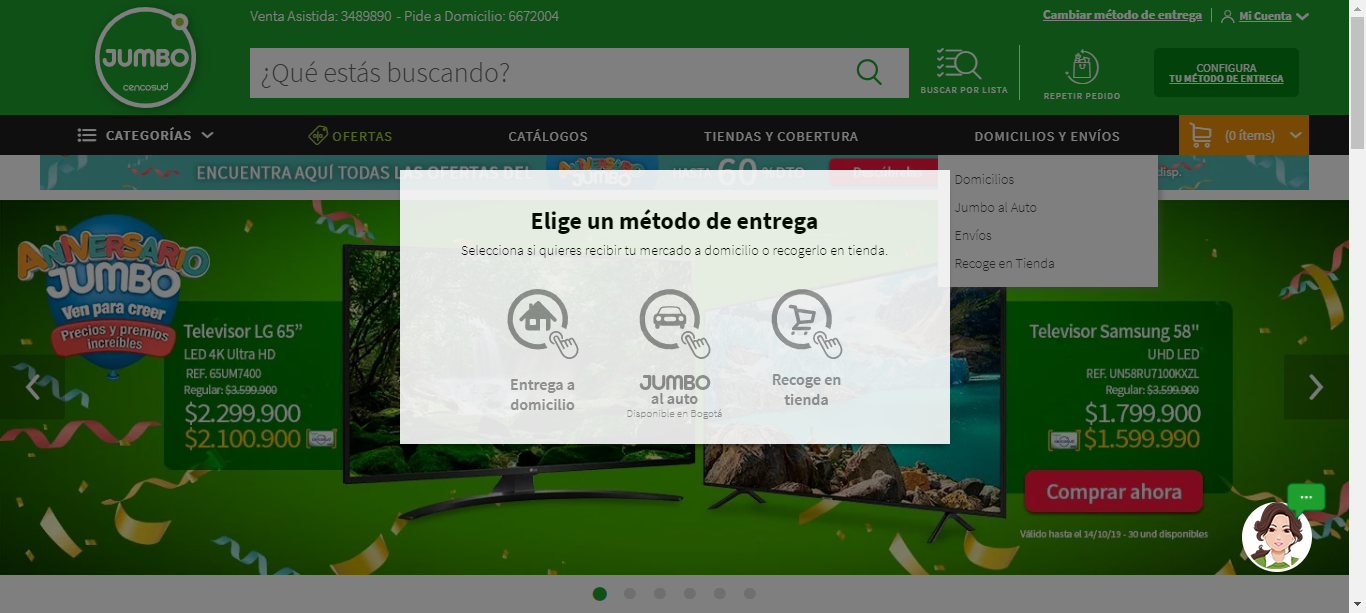 Venta Asistida: 3489890 - Pide a Domicilio: 6672004
Cambiar método de entrega
Mi Cuenta
JUMBO
cencosud
¿Qué estás buscando?
BUSCAR POR LISTA
REPETIR PEDIDO
CONFIGURA
TU MÉTODO DE ENTREGA
CATEGORÍAS
OFERTAS
CATÁLOGOS
TIENDAS Y COBERTURA
DOMICILIOS Y ENVÍOS
(0 ítems)
ENCUENTRA AQUÍ TODAS LAS OFERTAS DEL
ANIVERSARIO
JUMBO
HASTA 60 % DTO
disp.
Domicilios
Jumbo al Auto
Envíos
Recoge en Tienda
Elige un método de entrega
Selecciona si quieres recibir tu mercado a domicilio o recogerlo en tienda.
Entrega a
domicilio
JUMBO
al auto
Disponible en Bogotá
Recoge en
tienda
ANIVERSARIO
JUMBO
Ven para creer
Precios y premios
increíbles
Televisor LG 65”
LED 4K Ultra HD
REF. 65UM7400
Regular: $3.599.900
$2.299.900
$2.100.900
LG
Televisor Samsung 58"
UHD LED
REF. UN58RU7100KXZL
Regular: $3.599.900
$1.799.900
$1.599.990
Comprar ahora
Válido hasta el 14/10/19 - 30 und disponibles